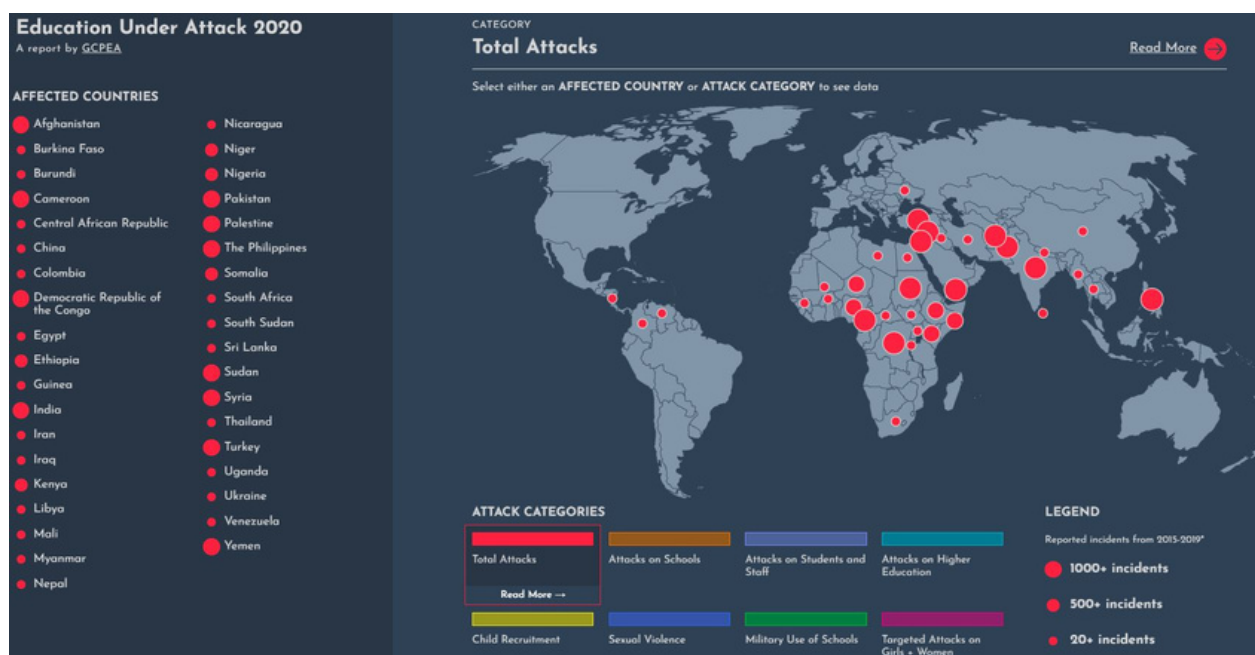 Education Under Attack 2020
A report by GCPEA
AFFECTED COUNTRIES
Afghanistan
Burkina Faso
Burundi
Cameroon
Central African Republic
China
Colombia
Democratic Republic of
the Congo
Egypt
Ethiopia
Guinea
India
Iran
Iraq
Kenya
Libya
Mali
Myanmar
Nepal
Nicaragua
Niger
Nigeria
Pakistan
Palestine
The Philippines
Somalia
South Africa
South Sudan
Sri Lanka
Sudan
Syria
Thailand
Turkey
Uganda
Ukraine
Venezuela
Yemen
CATEGORY
Total Attacks
Read More →
Select either an AFFECTED COUNTRY or ATTACK CATEGORY to see data
ATTACK CATEGORIES
Total Attacks
Read More →
Attacks on Schools
Attacks on Students and
Staff
Attacks on Higher
Education
Child Recruitment
Sexual Violence
Military Use of Schools
Targeted Attacks on
Girls + Women
LEGEND
Reported incidents from 2015-2019*
1000+ incidents
500+ incidents
20+ incidents